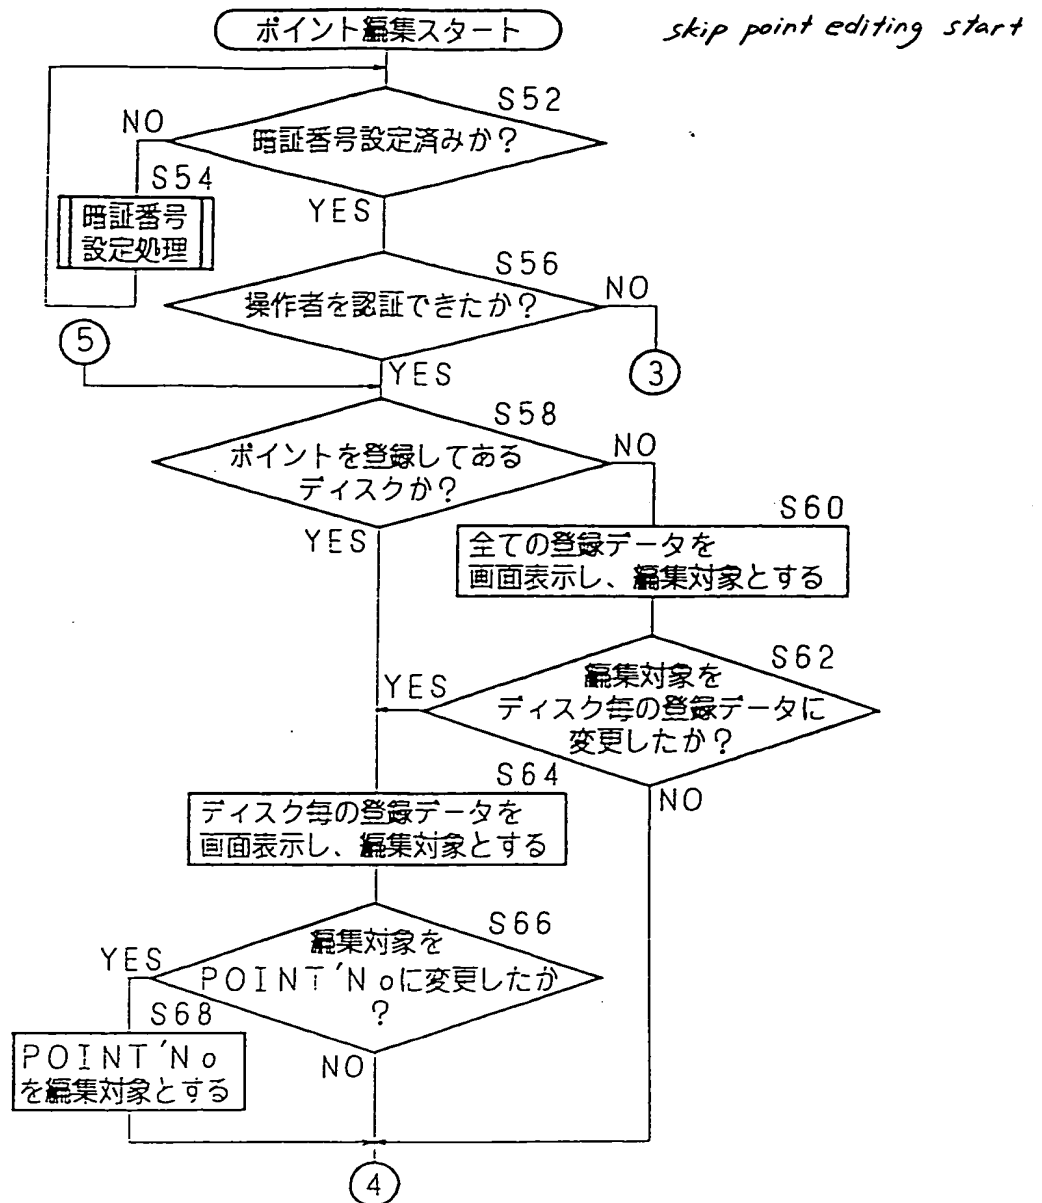 ポイント編集スタート
skip point editing start
S52
NO
暗証番号設定済みか？
S54
暗証番号
設定処理
YES
S56
操作者を認証できたか？
NO
5
3
YES
S58
ポイントを登録してある
ディスクか？
NO
YES
S60
全ての登録データを
画面表示し、編集対象とする
S62
編集対象を
ディスク毎の登録データに
変更したか？
YES
NO
S64
ディスク毎の登録データを
画面表示し、編集対象とする
S66
編集対象を
POINT'Noに変更したか
？
YES
S68
POINT'No
を編集対象とする
NO
4